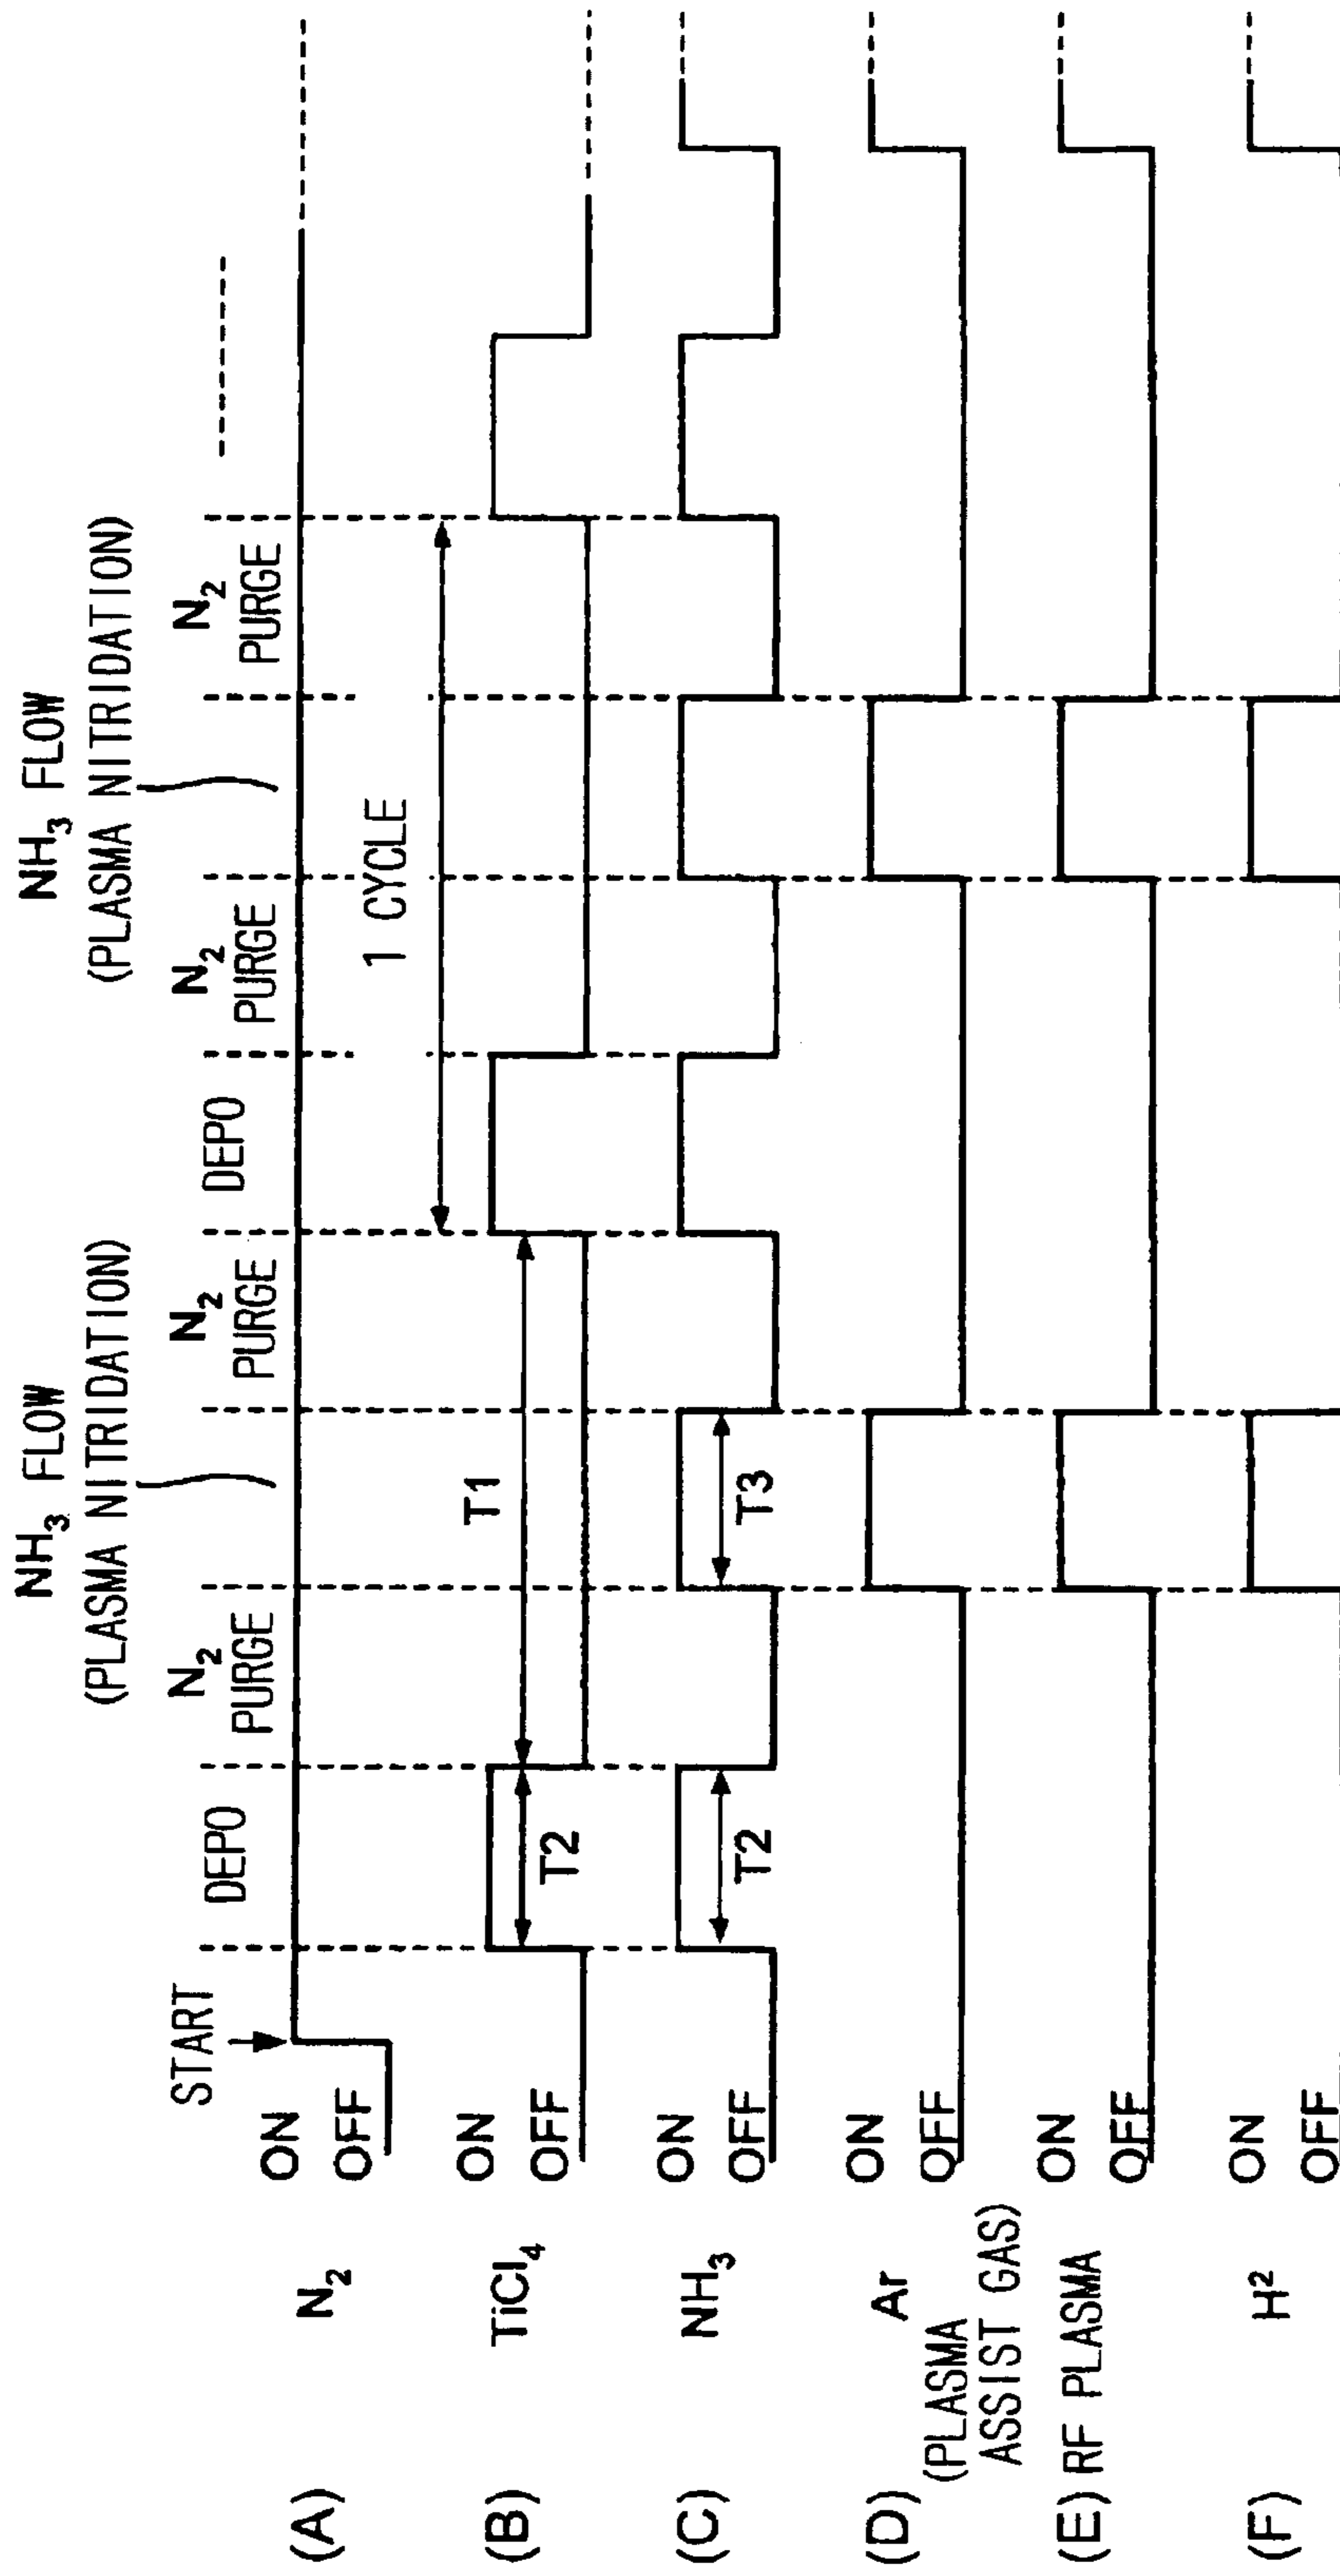 NH₃ FLOW
(PLASMA NITRIDATION)
NH₃ FLOW
(PLASMA NITRIDATION)
START
DEPO
N₂
PURGE
N₂
PURGE
DEPO
N₂
PURGE
N₂
PURGE
(A) N₂ ON
OFF
1 CYCLE
(B) TiCl₄ ON
OFF
T2
T1
(C) NH₃ ON
OFF
T2
T3
(D) Ar ON
OFF
(PLASMA
ASSIST GAS)
(E) RF PLASMA ON
OFF
(F) H² ON
OFF